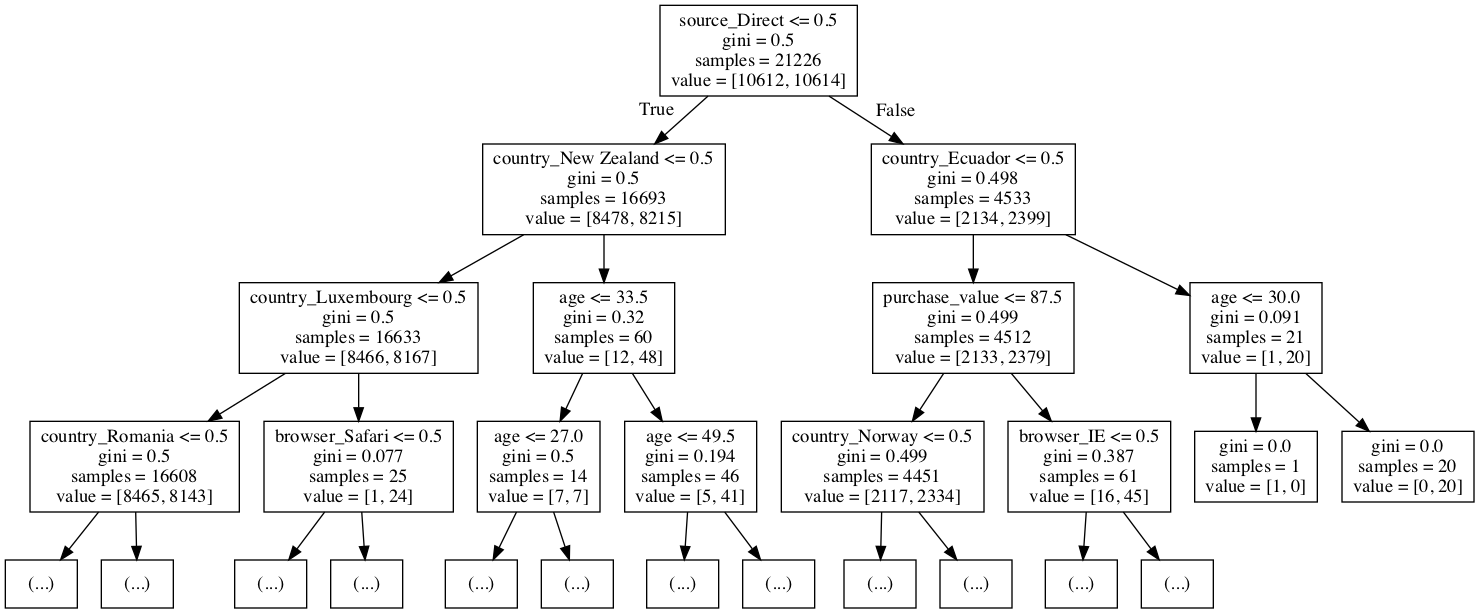 source_Direct <= 0.5
gini = 0.5
samples = 21226
value = [10612, 10614]
True
False
country_New Zealand <= 0.5
gini = 0.5
samples = 16693
value = [8478, 8215]
country_Ecuador <= 0.5
gini = 0.498
samples = 4533
value = [2134, 2399]
country_Luxembourg <= 0.5
gini = 0.5
samples = 16633
value = [8466, 8167]
age <= 33.5
gini = 0.32
samples = 60
value = [12, 48]
purchase_value <= 87.5
gini = 0.499
samples = 4512
value = [2133, 2379]
age <= 30.0
gini = 0.091
samples = 21
value = [1, 20]
country_Romania <= 0.5
gini = 0.5
samples = 16608
value = [8465, 8143]
browser_Safari <= 0.5
gini = 0.077
samples = 25
value = [1, 24]
age <= 27.0
gini = 0.5
samples = 14
value = [7, 7]
age <= 49.5
gini = 0.194
samples = 46
value = [5, 41]
country_Norway <= 0.5
gini = 0.499
samples = 4451
value = [2117, 2334]
browser_IE <= 0.5
gini = 0.387
samples = 61
value = [16, 45]
gini = 0.0
samples = 1
value = [1, 0]
gini = 0.0
samples = 20
value = [0, 20]
(...)
(...)
(...)
(...)
(...)
(...)
(...)
(...)
(...)
(...)
(...)
(...)